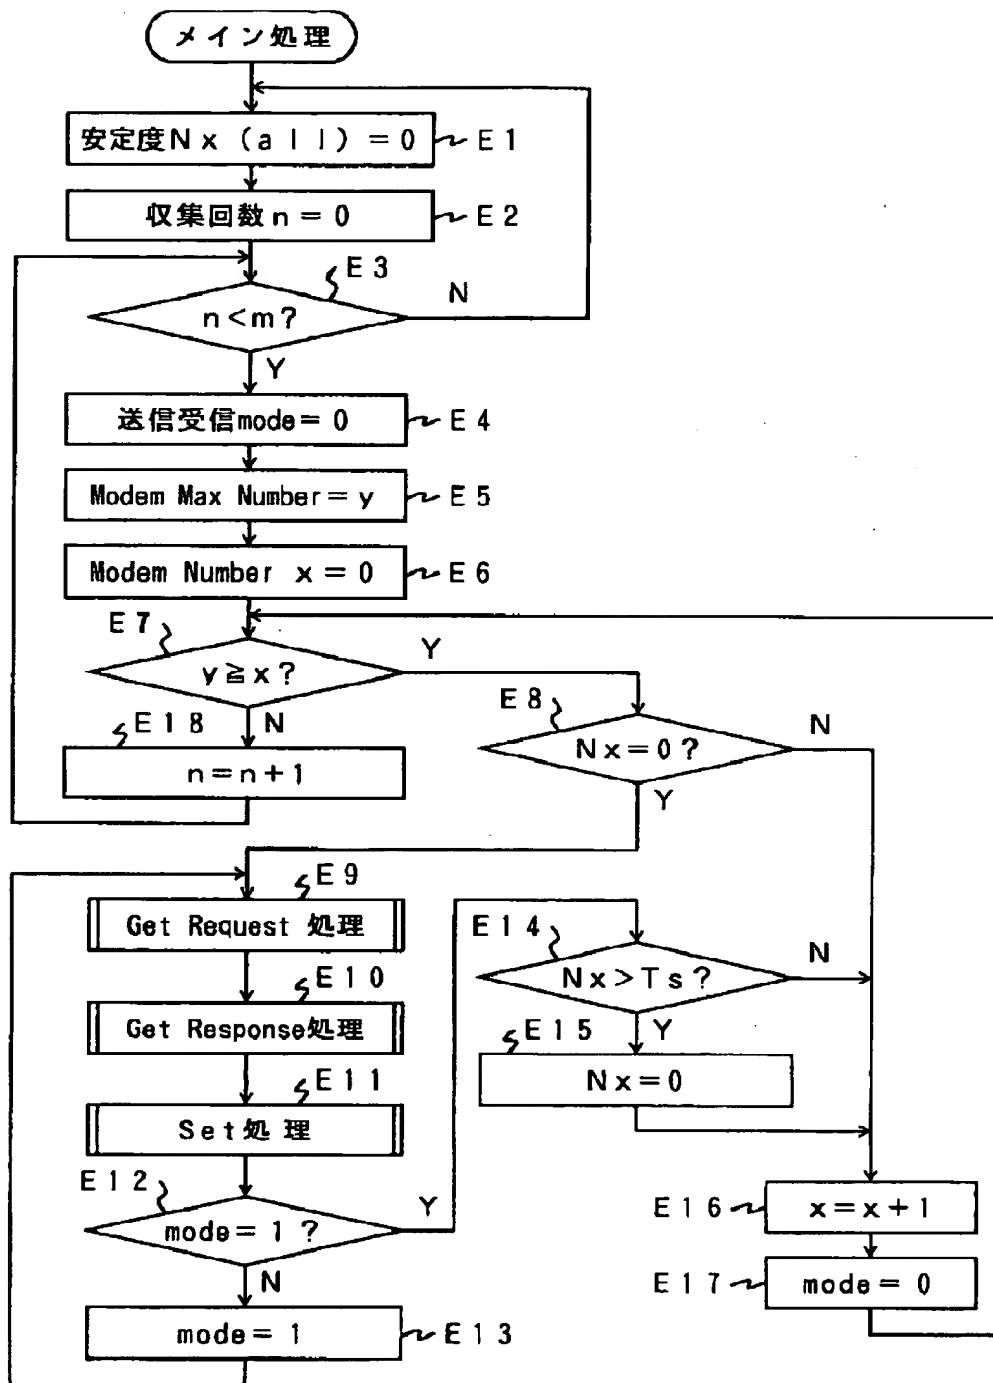 メイン処理
安定度Nx(all)=0
E1
収集回数n=0
E2
E3
n<m?
N
Y
送信受信mode=0
E4
Modem Max Number=y
E5
Modem Number x=0
E6
E7
y≧x?
Y
E8
N
E18
N
Nx=0?
n=n+1
Y
E9
Get Request 処理
E14
N
Nx>Ts?
E10
Get Response処理
E15
Y
Nx=0
E11
Set処理
E12
Y
mode=1?
E16
x=x+1
N
E17
mode=0
mode=1
E13